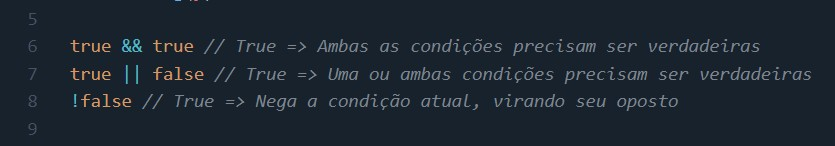 5
6 true && true // True => Ambas as condições precisam ser verdadeiras
7 true || false // True => Uma ou ambas condições precisam ser verdadeiras
8 !false // True => Nega a condição atual, virando seu oposto
9